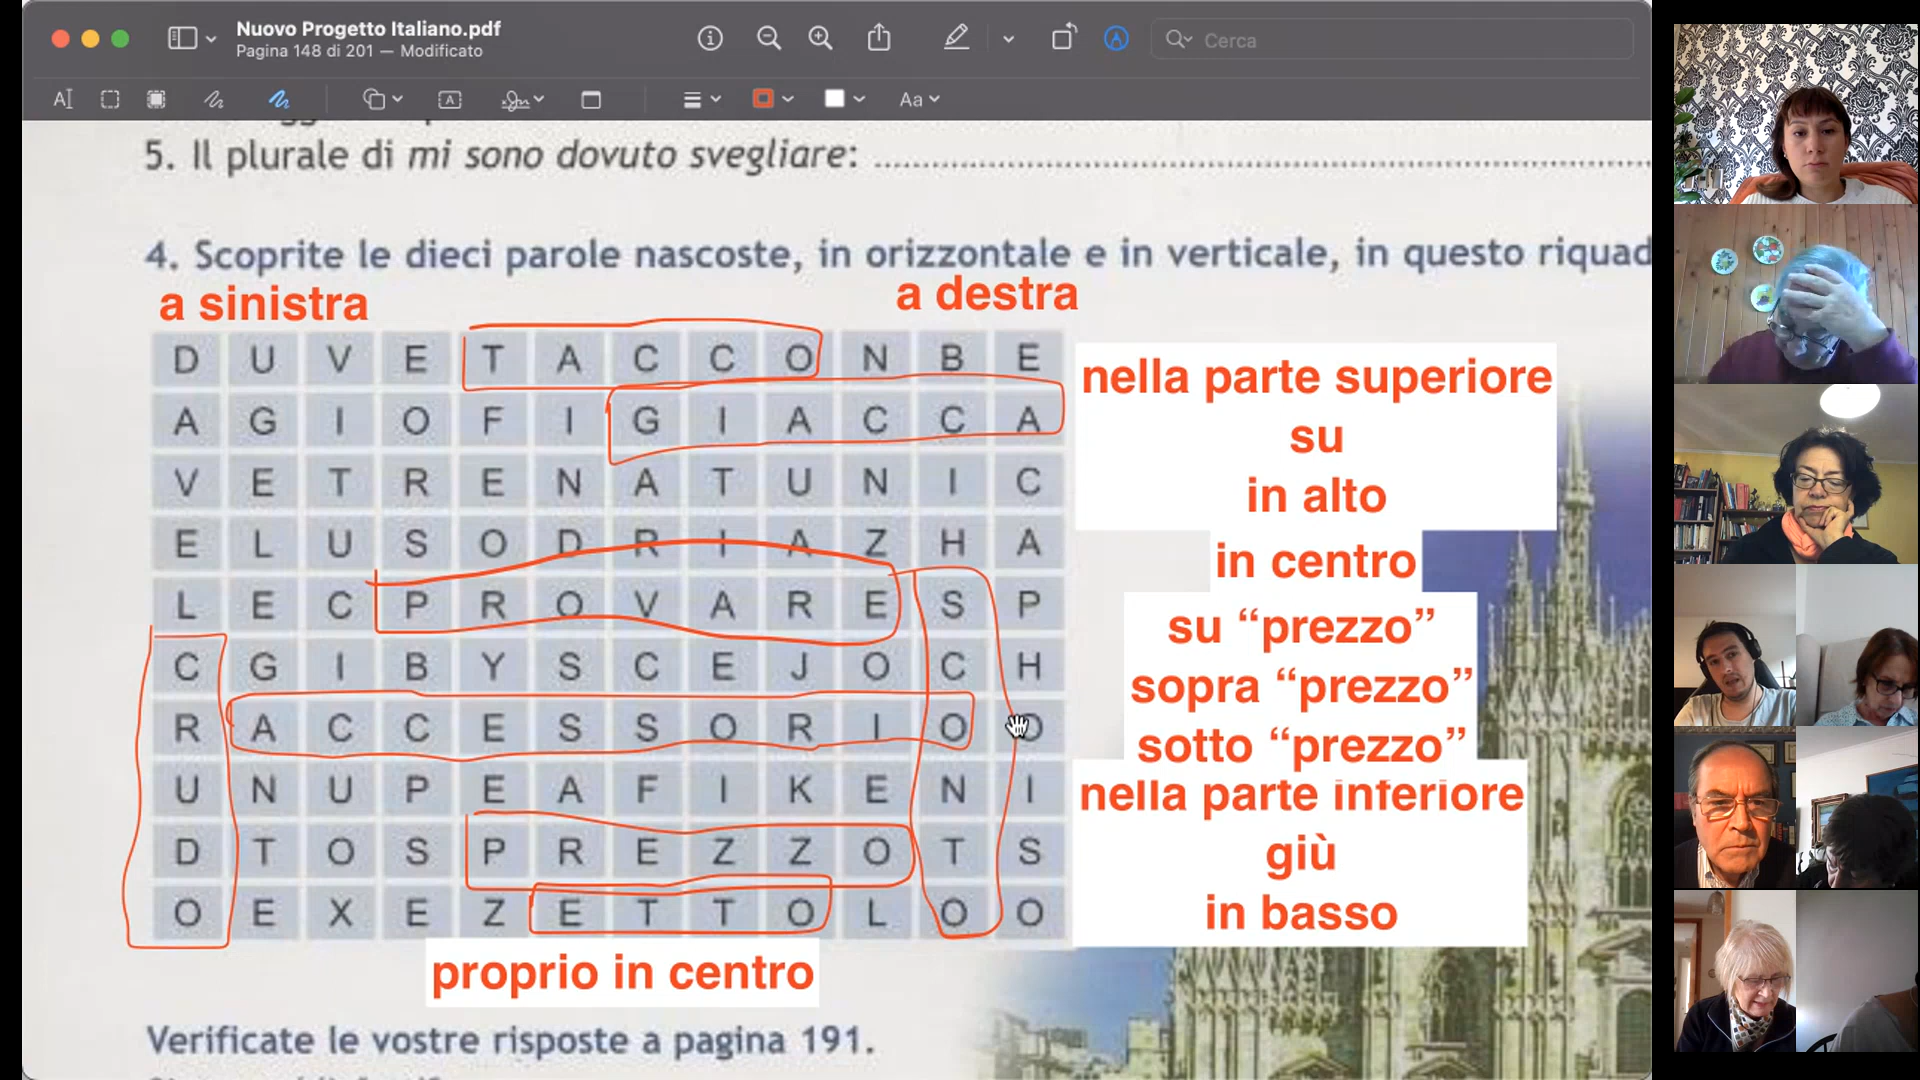 Nuovo Progetto Italiano.pdf
Pagina 148 di 201 — Modificato
Cerca
Aa
5. Il plurale di mi sono dovuto svegliare:
4. Scoprite le dieci parole nascoste, in orizzontale e in verticale, in questo riquad
a sinistra
a destra
D U V E T A C C O N B E
A G I O F I G I A C C A
V E T R E N A T U N I C
E L U S O D R I A Z H A
L E C P R O V A R E S P
C G I B Y S C E J O C H
R A C C E S S O R I O O
U N U P E A F I K E N I
D T O S P R E Z Z O T S
O E X E Z E T T O L O O
nella parte superiore
su
in alto
in centro
su “prezzo”
sopra “prezzo”
sotto “prezzo”
nella parte inferiore
giù
in basso
proprio in centro
Verificate le vostre risposte a pagina 191.